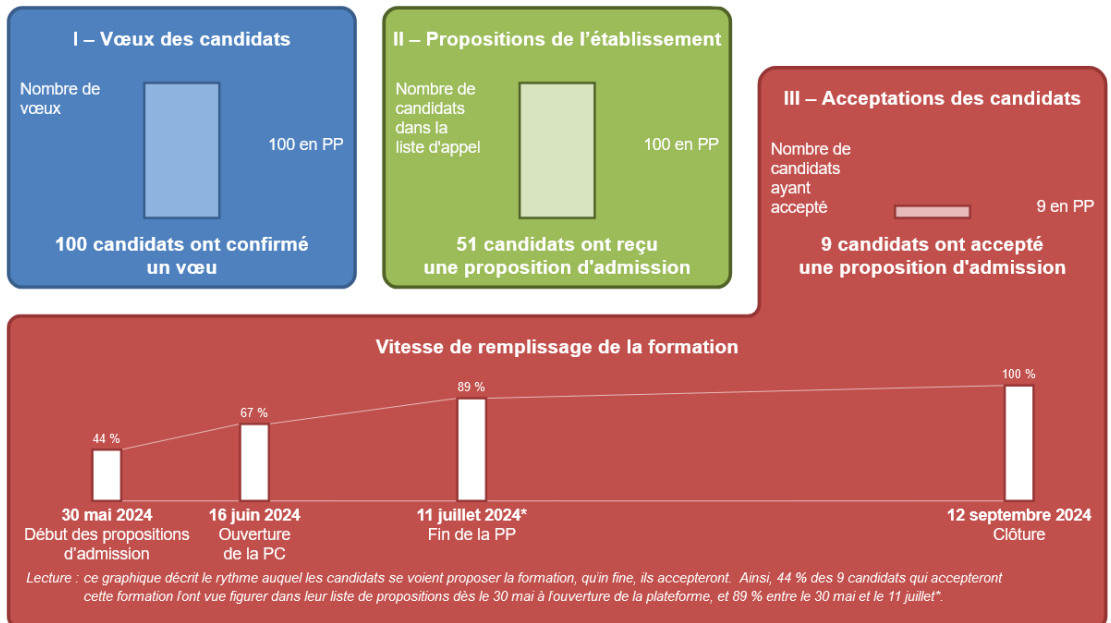 I – Vœux des candidats
Nombre de
vœux
100 en PP
100 candidats ont confirmé
un vœu
II – Propositions de l'établissement
Nombre de
candidats
dans la
liste d'appel
100 en PP
51 candidats ont reçu
une proposition d'admission
III – Acceptations des candidats
Nombre de
candidats
ayant
accepté
9 en PP
9 candidats ont accepté
une proposition d'admission
Vitesse de remplissage de la formation
44 %
67 %
89 %
100 %
30 mai 2024
Début des propositions
d'admission
16 juin 2024
Ouverture
de la PC
11 juillet 2024*
Fin de la PP
12 septembre 2024
Clôture
Lecture : ce graphique décrit le rythme auquel les candidats se voient proposer la formation, qu'in fine, ils accepteront. Ainsi, 44 % des 9 candidats qui accepteront
cette formation l'ont vue figurer dans leur liste de propositions dès le 30 mai à l'ouverture de la plateforme, et 89 % entre le 30 mai et le 11 juillet*.